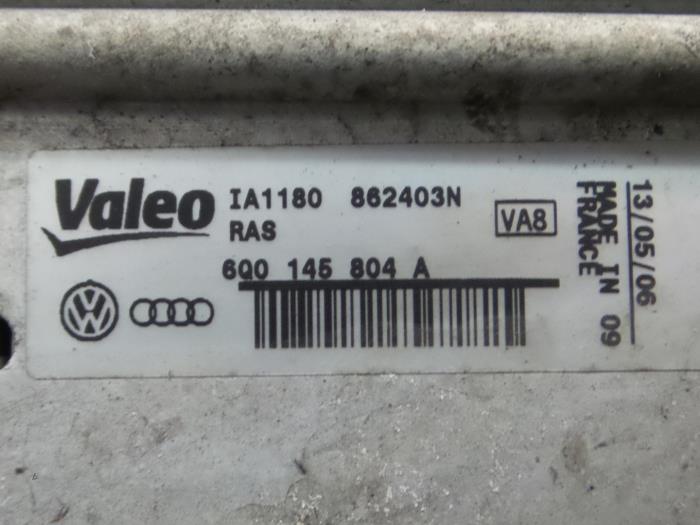 Valeo
IA1180 862403N
RAS
VA8
6Q0 145 804 A
MADE IN 09
FRANCE
13/05/06